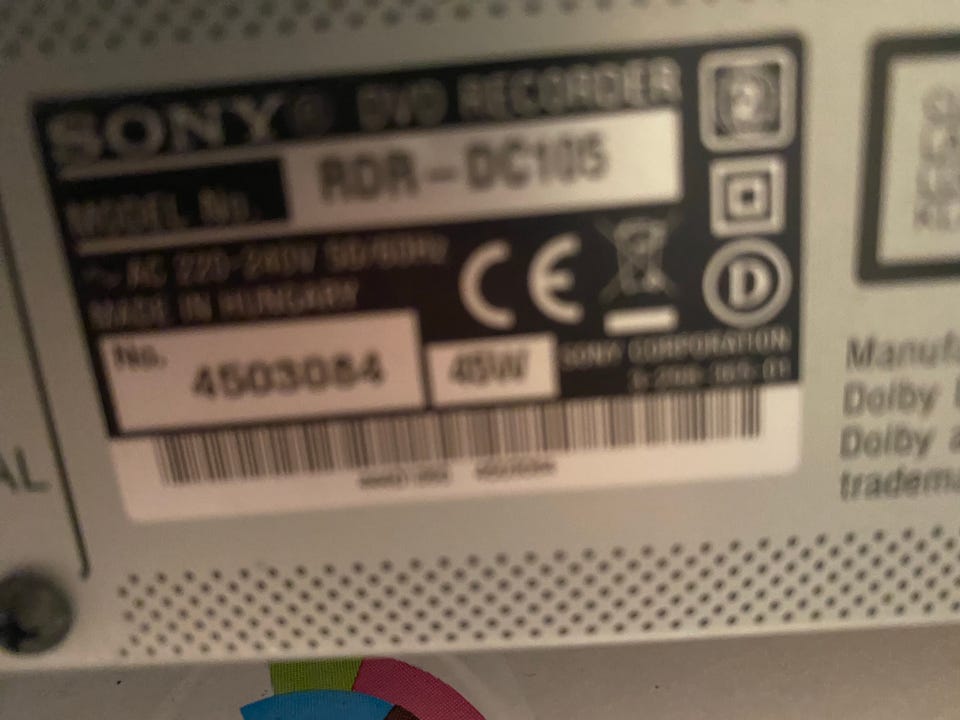 SONY® DVD RECORDER
MODEL No. RDR-DC105
~ AC 220-240V 50/60Hz
MADE IN HUNGARY
CE
D
No. 4503084
45W
SONY CORPORATION
AL
Manufa
Dolby
Dolby a
tradema